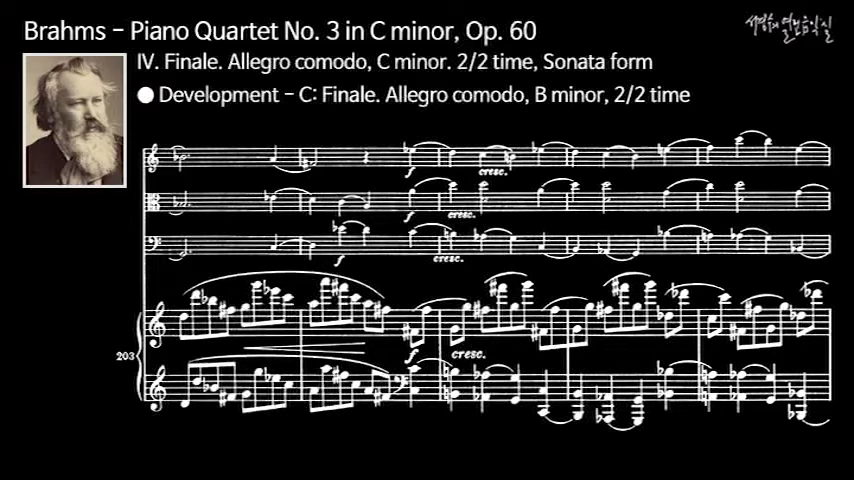 Brahms - Piano Quartet No. 3 in C minor, Op. 60
IV. Finale. Allegro comodo, C minor. 2/2 time, Sonata form
● Development - C: Finale. Allegro comodo, B minor, 2/2 time
f
cresc.
f
cresc.
f
cresc.
203
f
cresc.